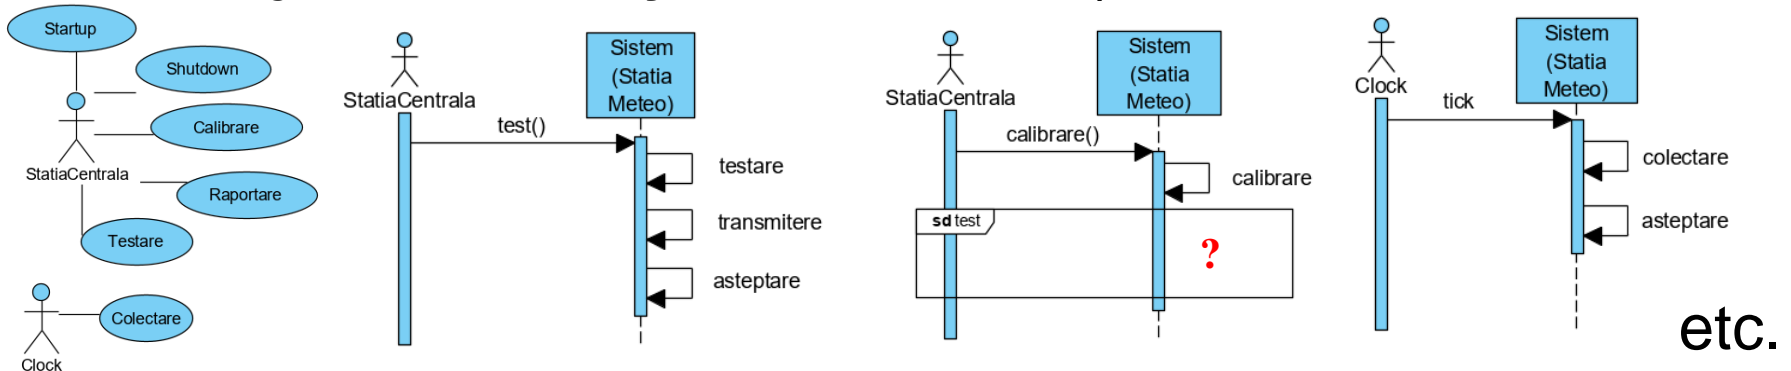 Startup
Shutdown
Calibrare
StatiaCentrala
Raportare
Testare
Colectare
Clock
StatiaCentrala
Sistem
(Statia
Meteo)
test()
testare
transmitere
asteptare
StatiaCentrala
Sistem
(Statia
Meteo)
calibrare()
calibrare
sd test
?
Clock
Sistem
(Statia
Meteo)
tick
colectare
asteptare
etc.